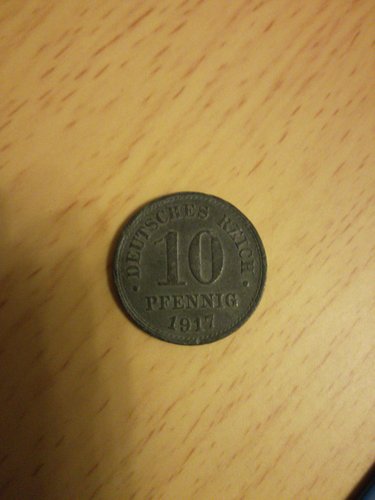 · DEUTSCHES REICH ·
10
PFENNIG
1917